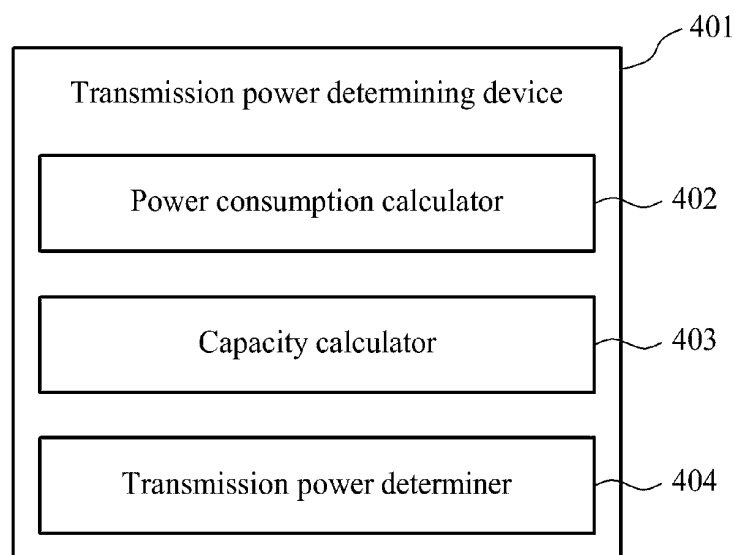 401
Transmission power determining device
Power consumption calculator
402
Capacity calculator
403
Transmission power determiner
404